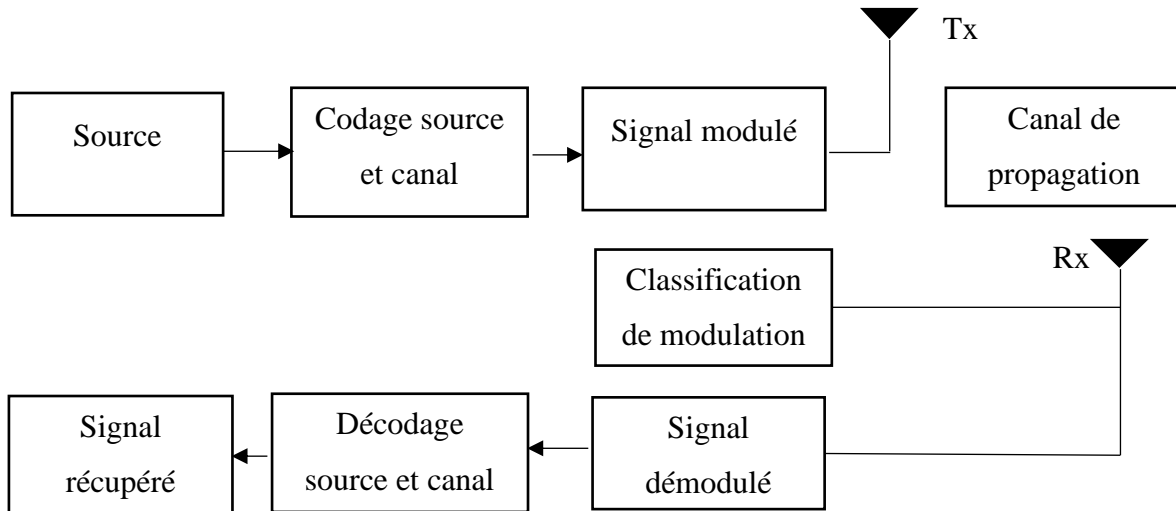 Tx
Source
Codage source
et canal
Signal modulé
Canal de
propagation
Rx
Classification
de modulation
Signal
récupéré
Décodage
source et canal
Signal
démodulé